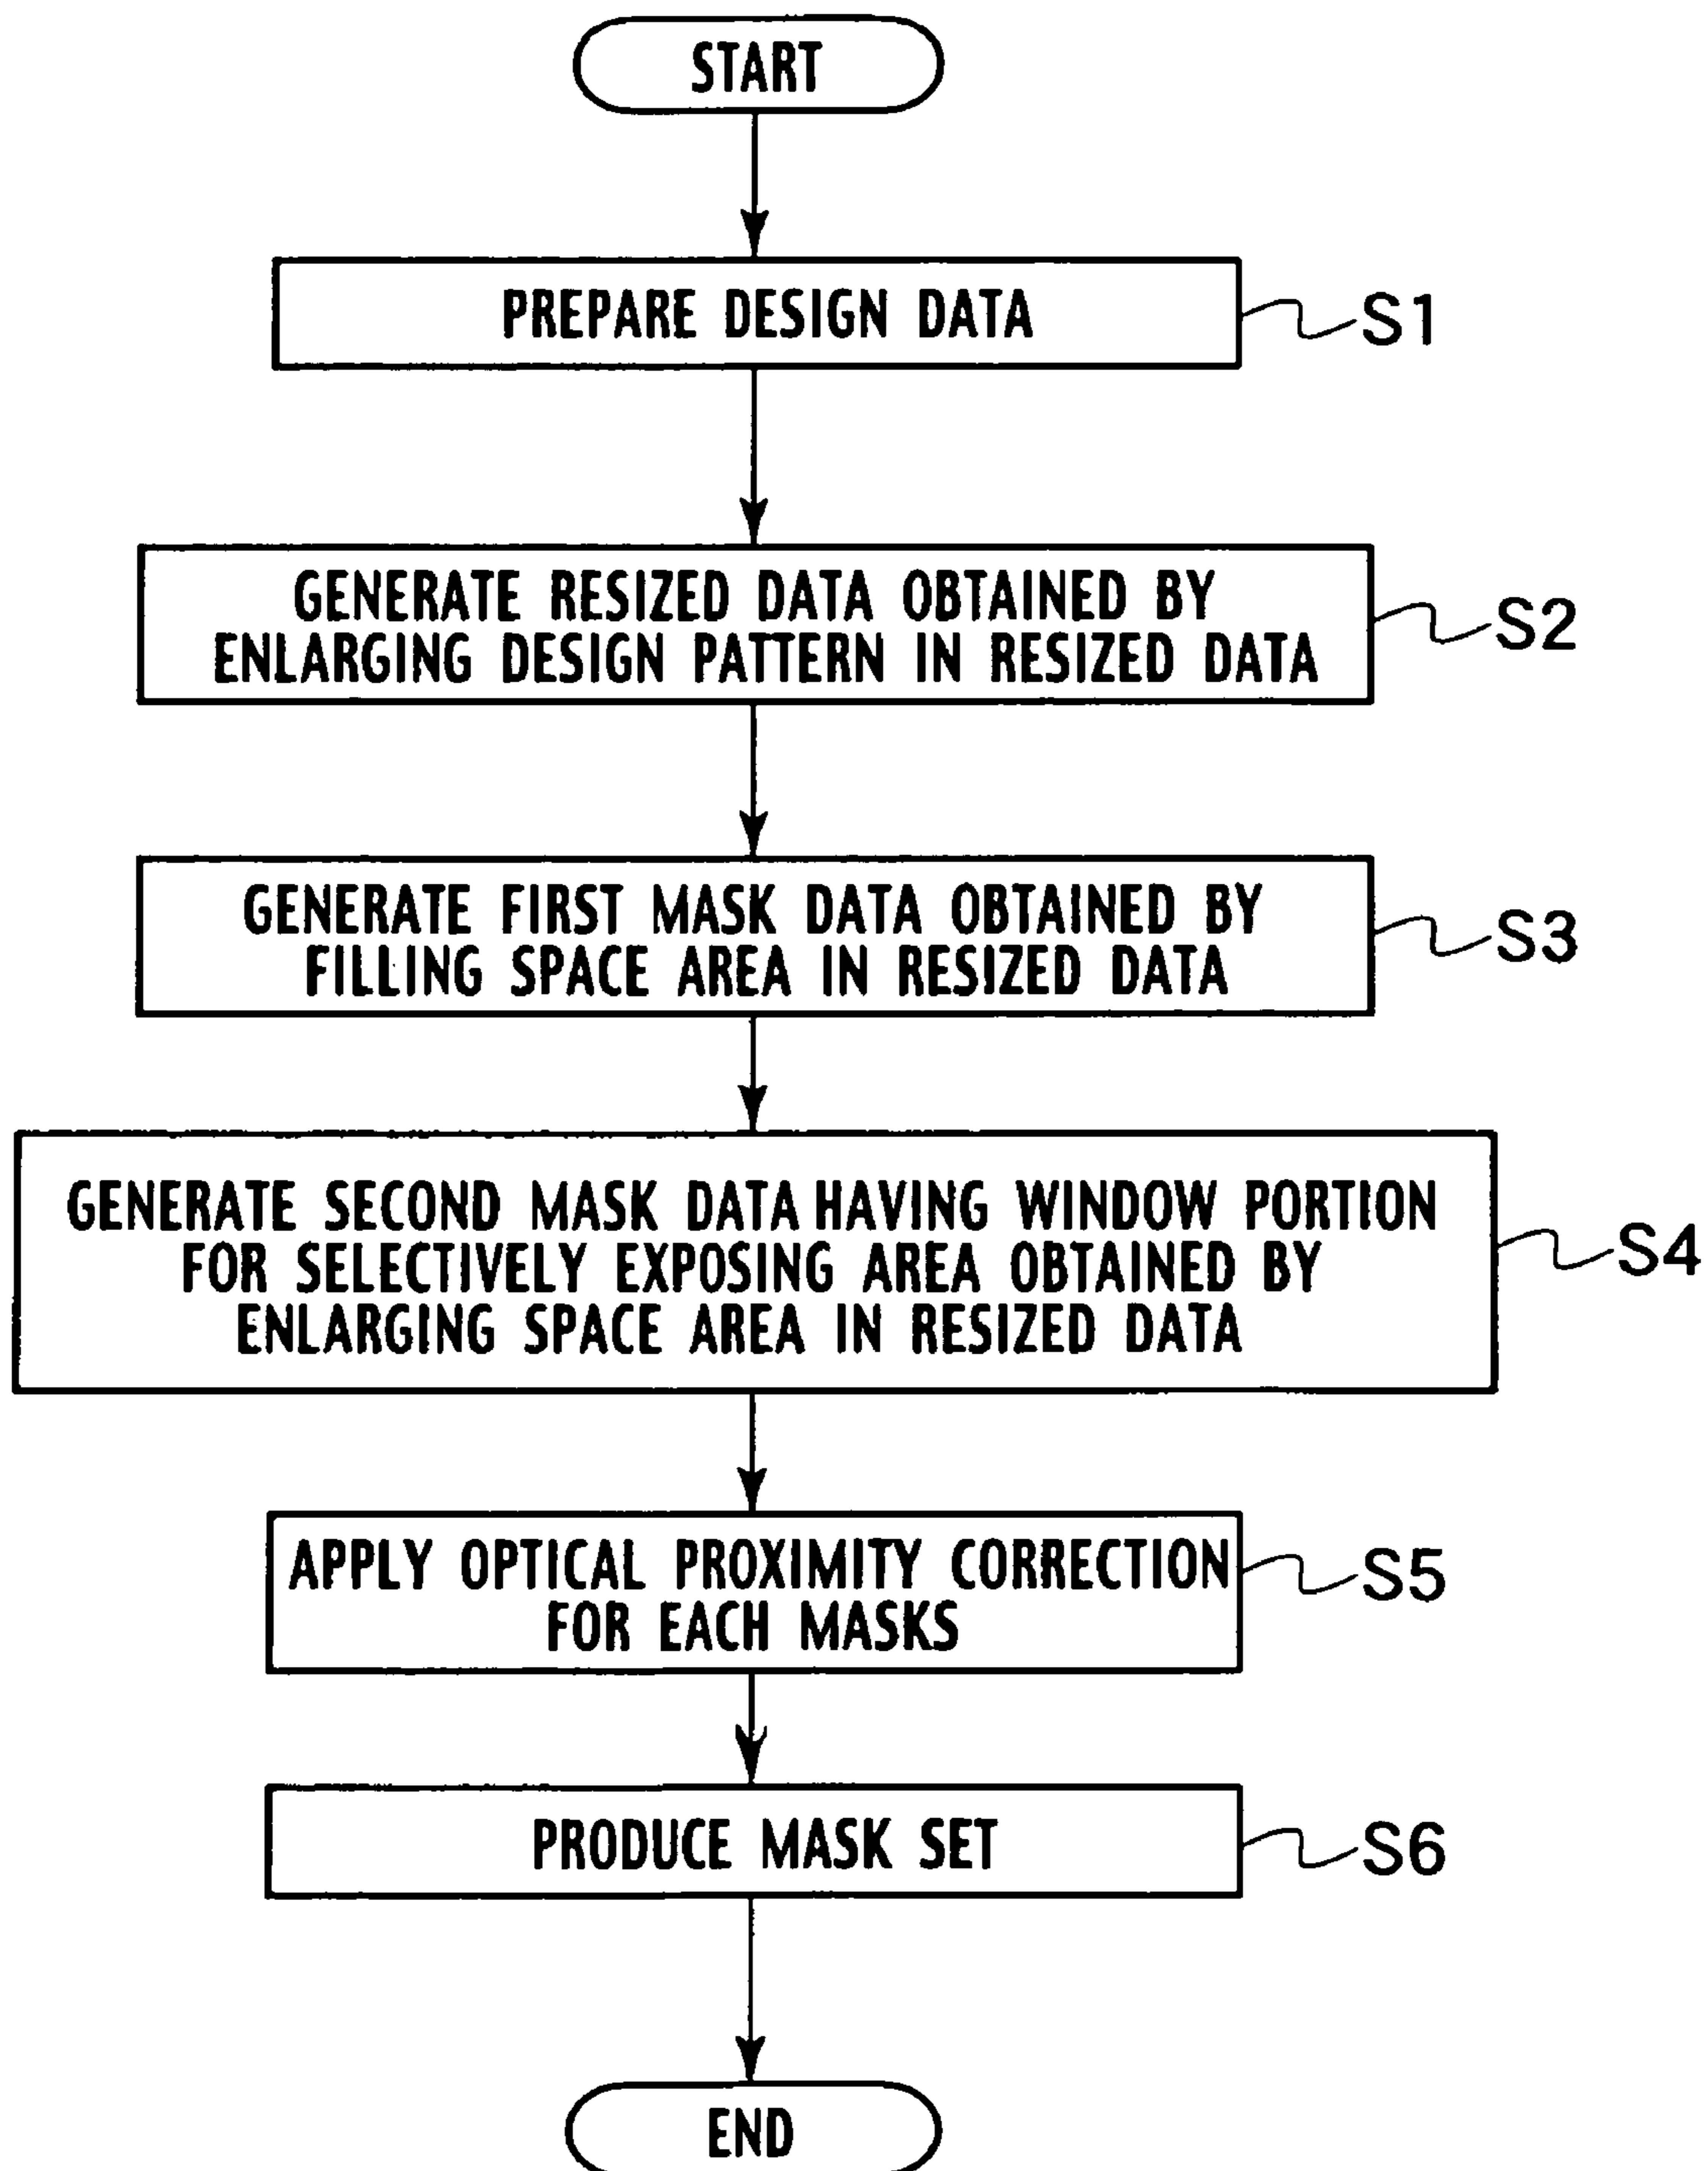 START
PREPARE DESIGN DATA
S1
GENERATE RESIZED DATA OBTAINED BY
ENLARGING DESIGN PATTERN IN RESIZED DATA
S2
GENERATE FIRST MASK DATA OBTAINED BY
FILLING SPACE AREA IN RESIZED DATA
S3
GENERATE SECOND MASK DATA HAVING WINDOW PORTION
FOR SELECTIVELY EXPOSING AREA OBTAINED BY
ENLARGING SPACE AREA IN RESIZED DATA
S4
APPLY OPTICAL PROXIMITY CORRECTION
FOR EACH MASKS
S5
PRODUCE MASK SET
S6
END